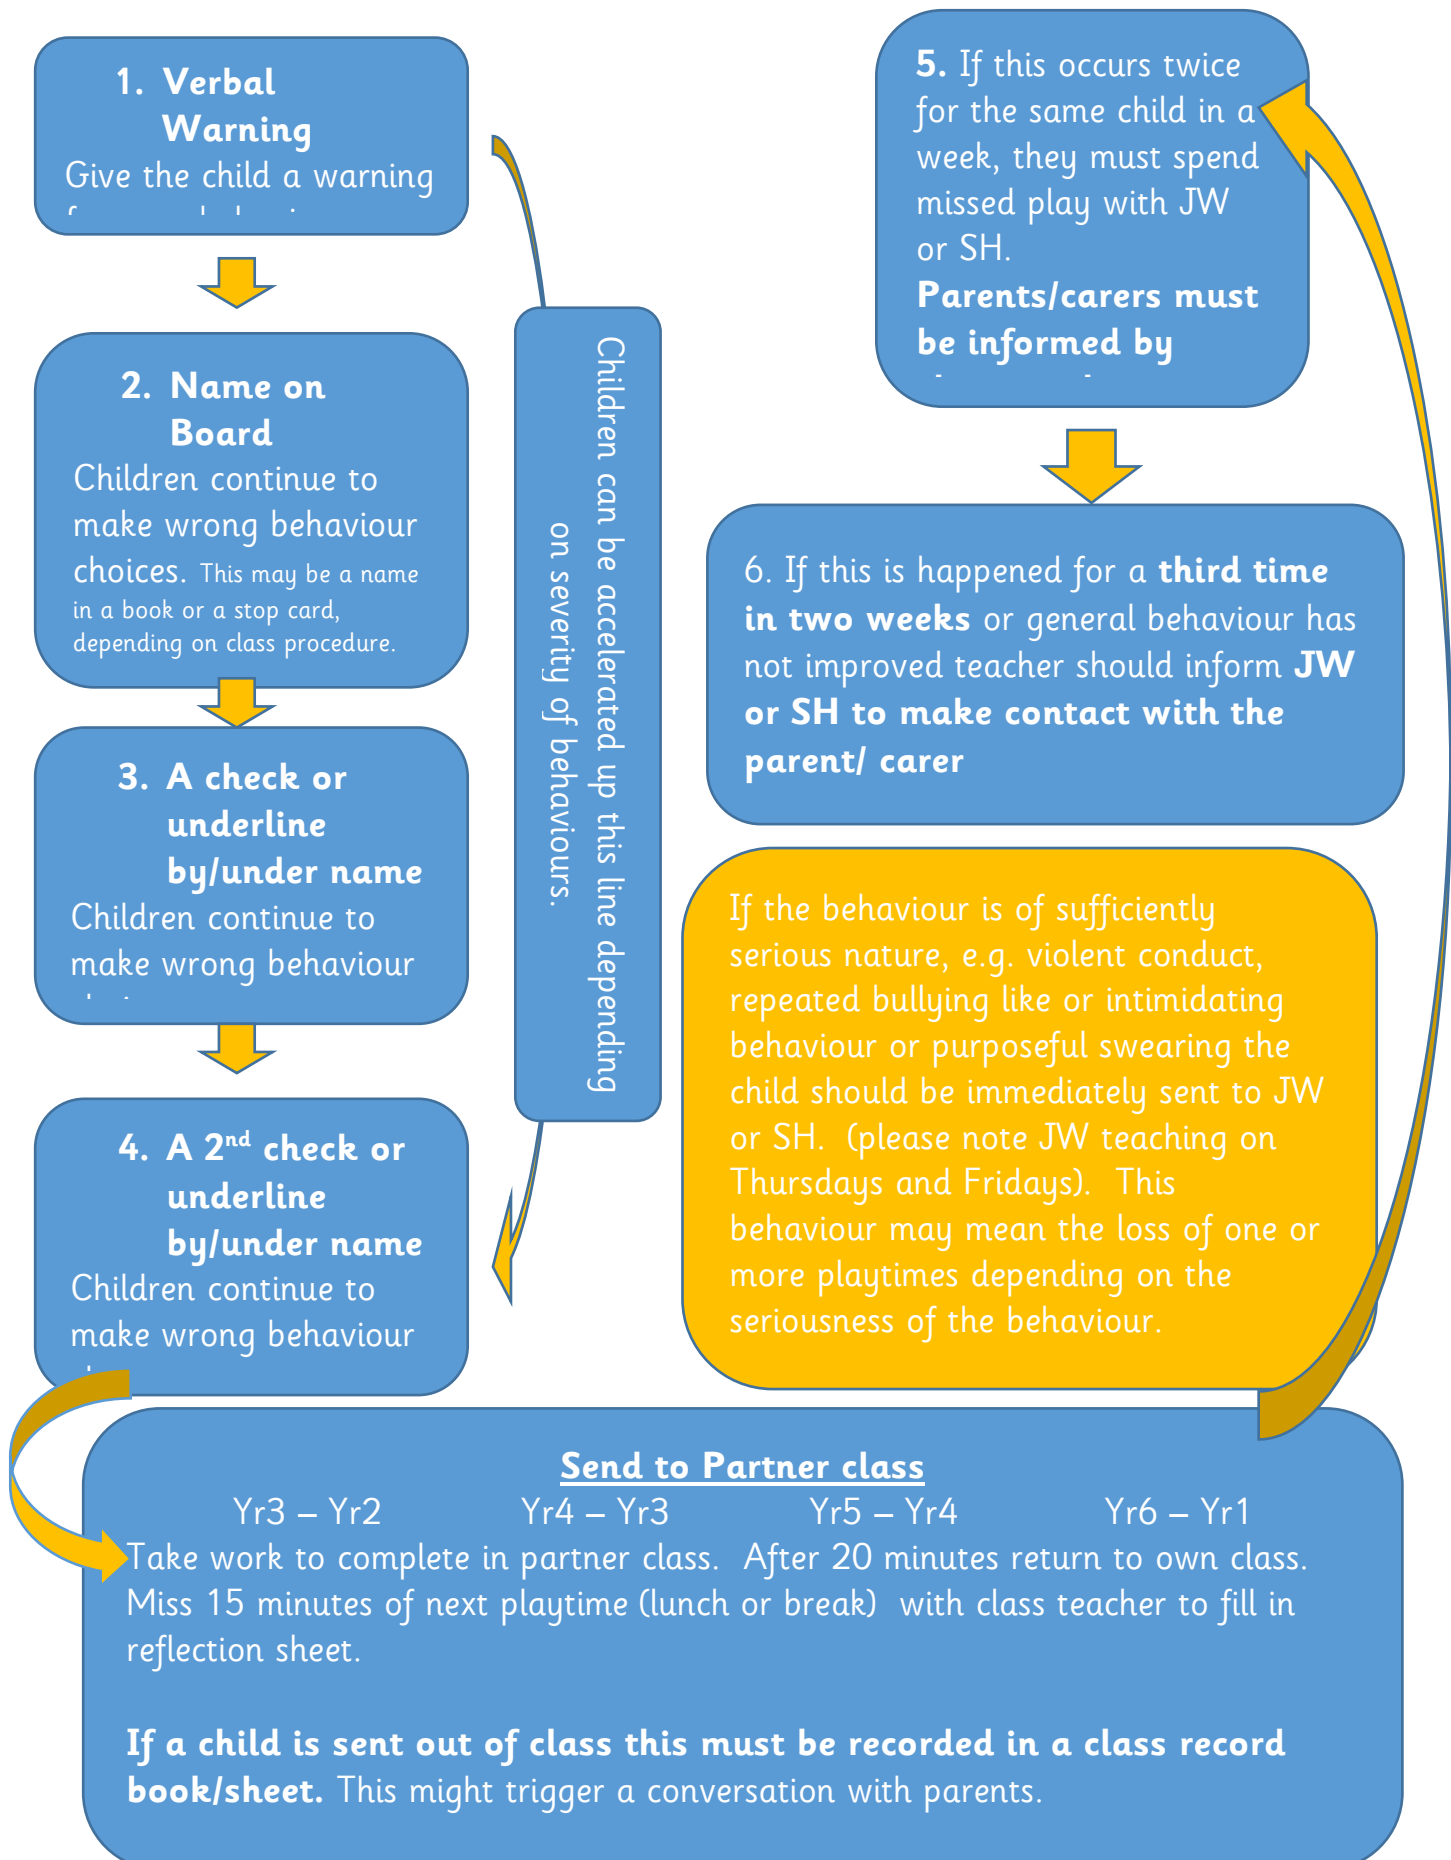 1. Verbal
Warning
Give the child a warning
2. Name on
Board
Children continue to
make wrong behaviour
choices. This may be a name
in a book or a stop card,
depending on class procedure.
3. A check or
underline
by/under name
Children continue to
make wrong behaviour
4. A 2nd check or
underline
by/under name
Children continue to
make wrong behaviour
Children can be accelerated up this line depending
on severity of behaviours.
5. If this occurs twice
for the same child in a
week, they must spend
missed play with JW
or SH.
Parents/carers must
be informed by
6. If this is happened for a third time
in two weeks or general behaviour has
not improved teacher should inform JW
or SH to make contact with the
parent/ carer
If the behaviour is of sufficiently
serious nature, e.g. violent conduct,
repeated bullying like or intimidating
behaviour or purposeful swearing the
child should be immediately sent to JW
or SH.  (please note JW teaching on
Thursdays and Fridays).  This
behaviour may mean the loss of one or
more playtimes depending on the
seriousness of the behaviour.
Send to Partner class
Yr3 – Yr2 Yr4 – Yr3 Yr5 – Yr4 Yr6 – Yr1
Take work to complete in partner class.  After 20 minutes return to own class.
Miss 15 minutes of next playtime (lunch or break)  with class teacher to fill in
reflection sheet.
If a child is sent out of class this must be recorded in a class record
book/sheet. This might trigger a conversation with parents.